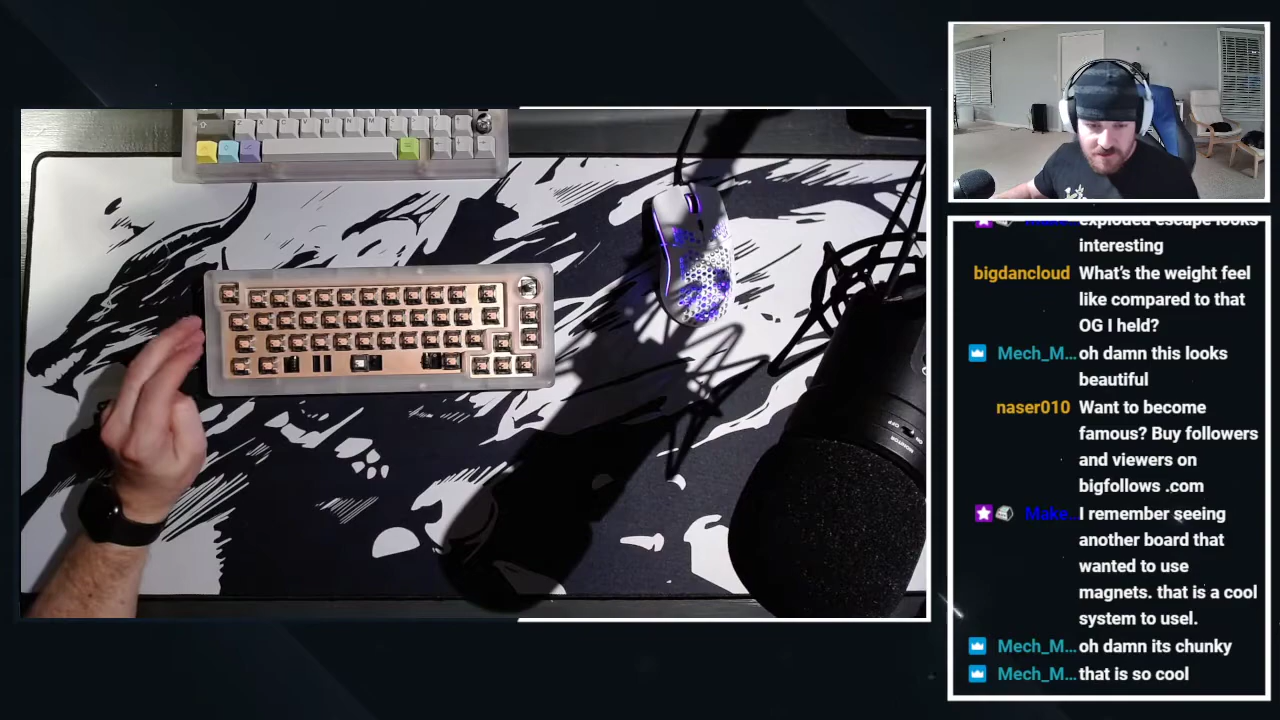 exploded escape looks
interesting
bigdancloud What's the weight feel
like compared to that
OG I held?
Mech_M... oh damn this looks
beautiful
naser010 Want to become
famous? Buy followers
and viewers on
bigfollows .com
Make... I remember seeing
another board that
wanted to use
magnets. that is a cool
system to usel.
Mech_M... oh damn its chunky
Mech_M... that is so cool